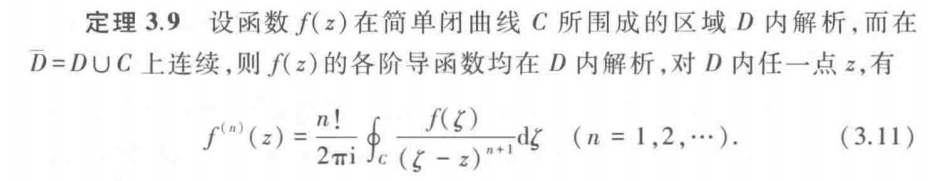 定理 3.9 设函数 f(z)在简单闭曲线 C 所围成的区域 D 内解析,而在
D̄=D∪C 上连续,则 f(z)的各阶导函数均在 D 内解析,对 D 内任一点 z,有
f⁽ⁿ⁾(z) = n!/2πi ∮_C f(ζ)/(ζ − z)ⁿ⁺¹ dζ (n = 1,2,⋯). (3.11)